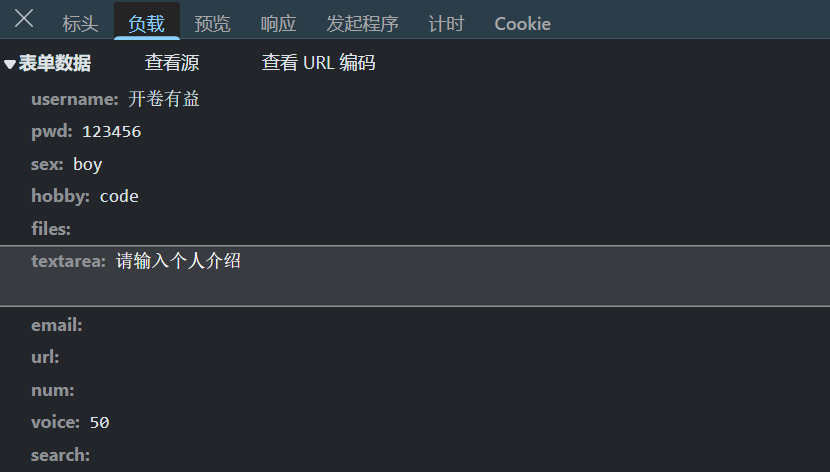 标头 负载 预览 响应 发起程序 计时 Cookie
表单数据 查看源 查看 URL 编码
username: 开卷有益
pwd: 123456
sex: boy
hobby: code
files:
textarea: 请输入个人介绍
email:
url:
num:
voice: 50
search: